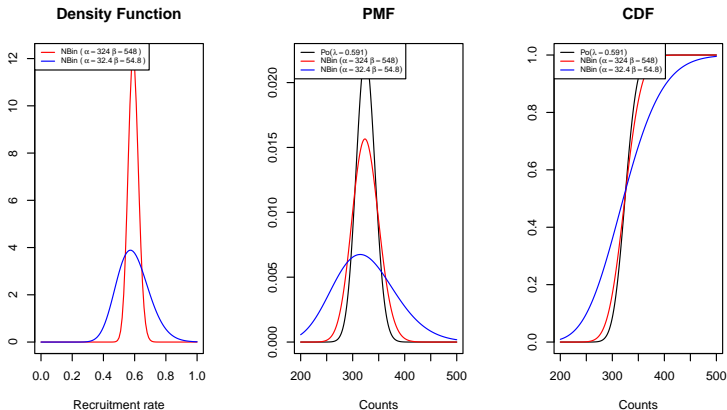 Density Function
NBin ( α = 324 β = 548)
NBin ( α = 32.4 β = 54.8)
0 2 4 6 8 10 12
0.0 0.2 0.4 0.6 0.8 1.0
Recruitment rate
PMF
Po(λ = 0.591)
NBin (α = 324 β = 548)
NBin (α = 32.4 β = 54.8)
0.000 0.005 0.010 0.015 0.020
200 300 400 500
Counts
CDF
Po(λ = 0.591)
NBin (α = 324 β = 548)
NBin (α = 32.4 β = 54.8)
0.0 0.2 0.4 0.6 0.8 1.0
200 300 400 500
Counts